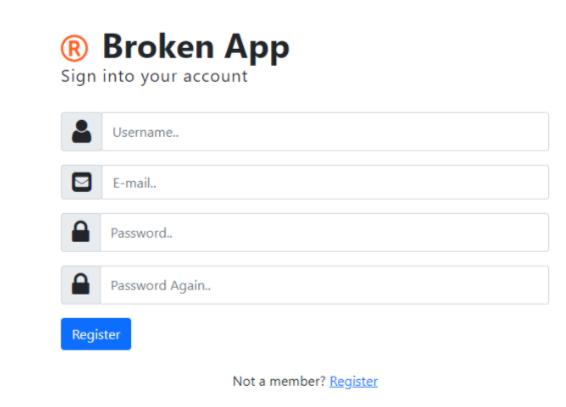 ® Broken App
Sign into your account
Username..
E-mail..
Password..
Password Again..
Register
Not a member? Register